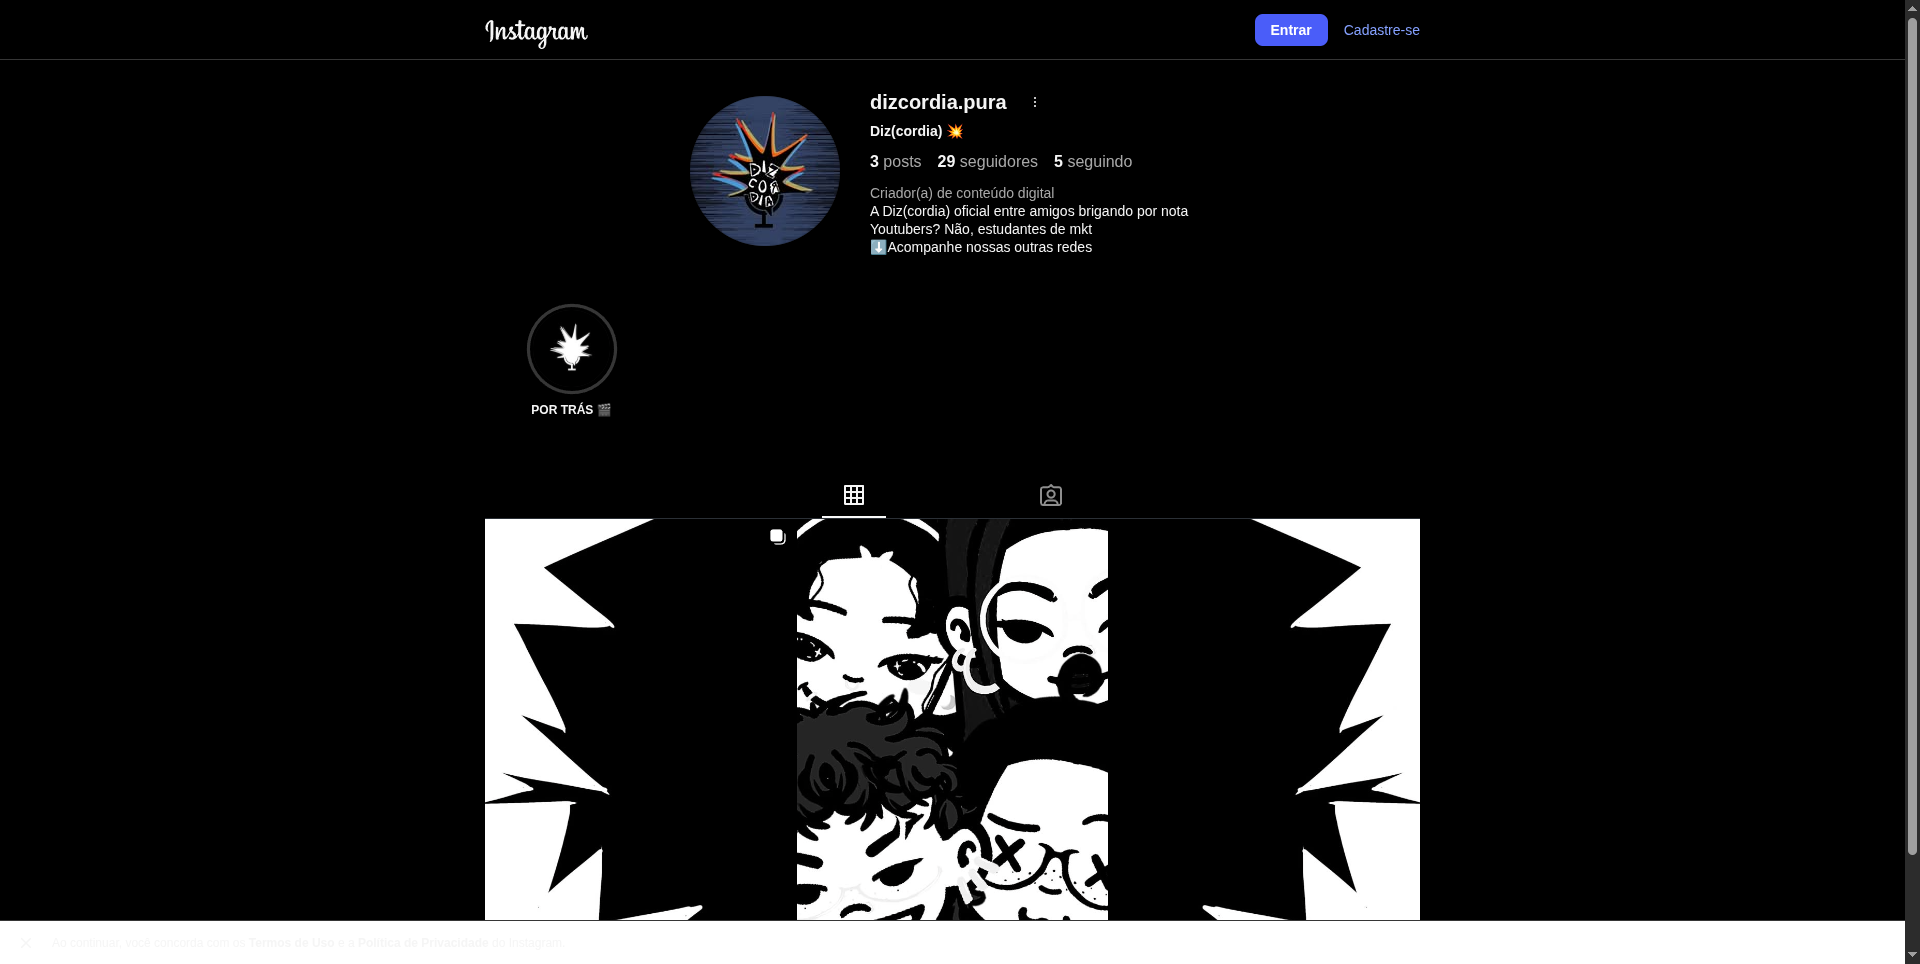 Instagram
Entrar
Cadastre-se
dizcordia.pura
Diz(cordia) 💥
3 posts 29 seguidores 5 seguindo
Criador(a) de conteúdo digital
A Diz(cordia) oficial entre amigos brigando por nota
Youtubers? Não, estudantes de mkt
⬇️Acompanhe nossas outras redes
DIZ
COR
DIA
POR TRÁS 🎬
Ao continuar, você concorda com os Termos de Uso e a Política de Privacidade do Instagram.